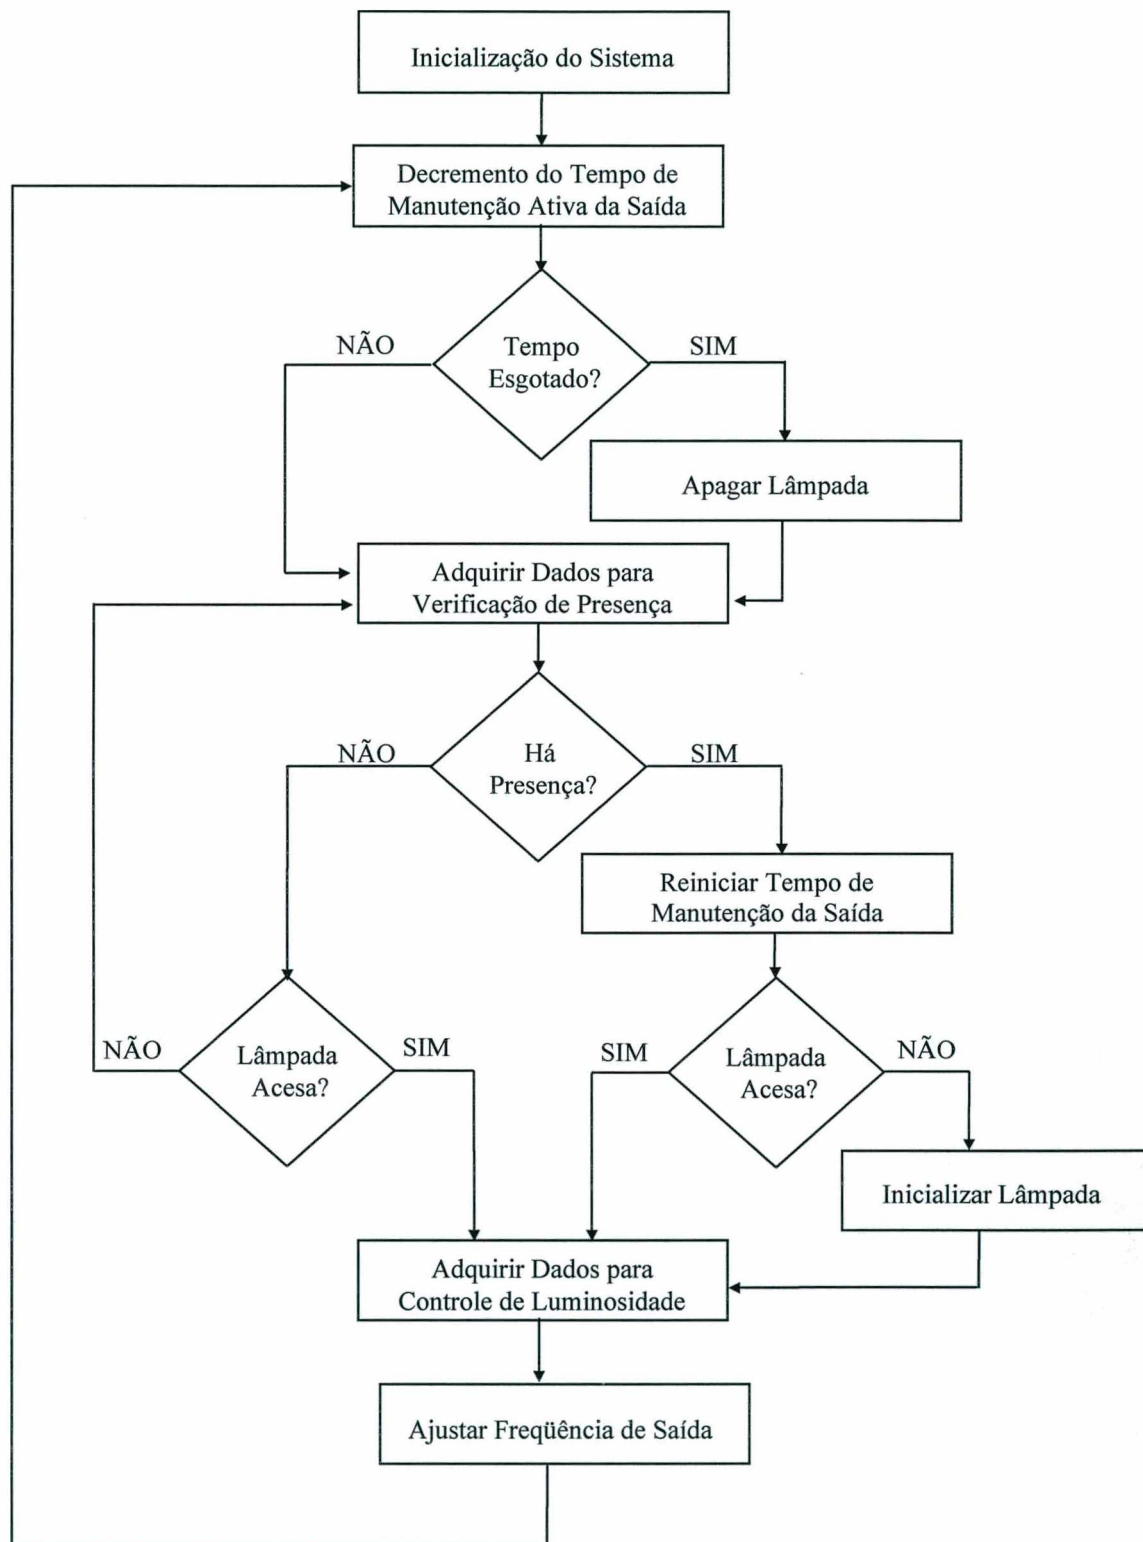 Inicialização do Sistema
Decremento do Tempo de
Manutenção Ativa da Saída
NÃO
Tempo
Esgotado?
SIM
Apagar Lâmpada
Adquirir Dados para
Verificação de Presença
NÃO
Há
Presença?
SIM
Reiniciar Tempo de
Manutenção da Saída
NÃO
Lâmpada
Acesa?
SIM
SIM
Lâmpada
Acesa?
NÃO
Inicializar Lâmpada
Adquirir Dados para
Controle de Luminosidade
Ajustar Freqüência de Saída